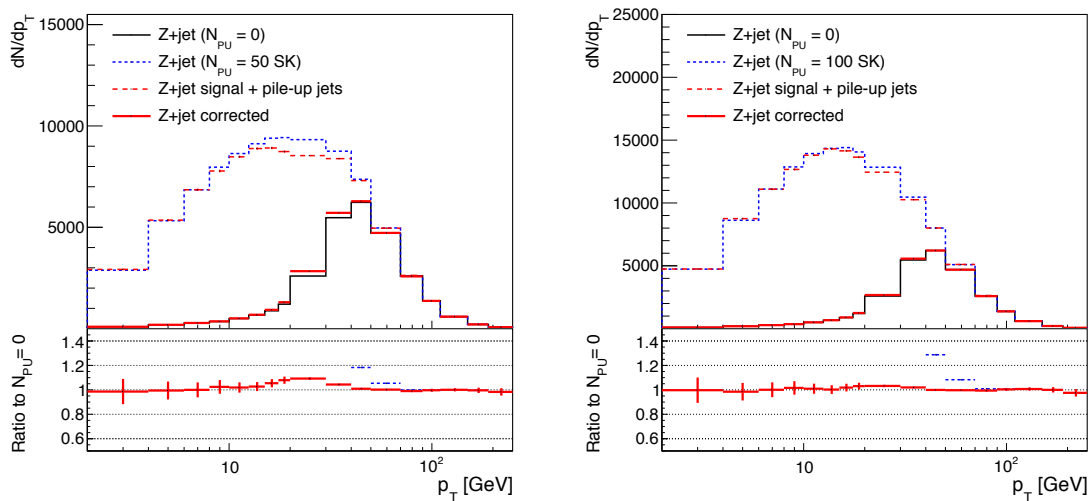 dN/dp_T
15000
10000
5000
Z+jet (N_PU = 0)
Z+jet (N_PU = 50 SK)
Z+jet signal + pile-up jets
Z+jet corrected
Ratio to N_PU = 0
1.4
1.2
1
0.8
0.6
10
10^2
p_T [GeV]
dN/dp_T
25000
20000
15000
10000
5000
Z+jet (N_PU = 0)
Z+jet (N_PU = 100 SK)
Z+jet signal + pile-up jets
Z+jet corrected
Ratio to N_PU = 0
1.4
1.2
1
0.8
0.6
10
10^2
p_T [GeV]